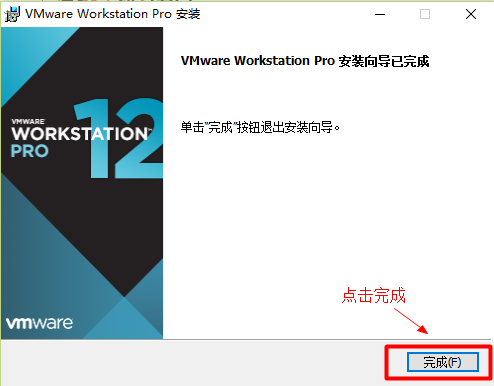 VMware Workstation Pro 安装
VMware Workstation Pro 安装向导已完成
单击"完成"按钮退出安装向导。
VMWARE
WORKSTATION™
PRO
12
点击完成
vmware
完成(F)